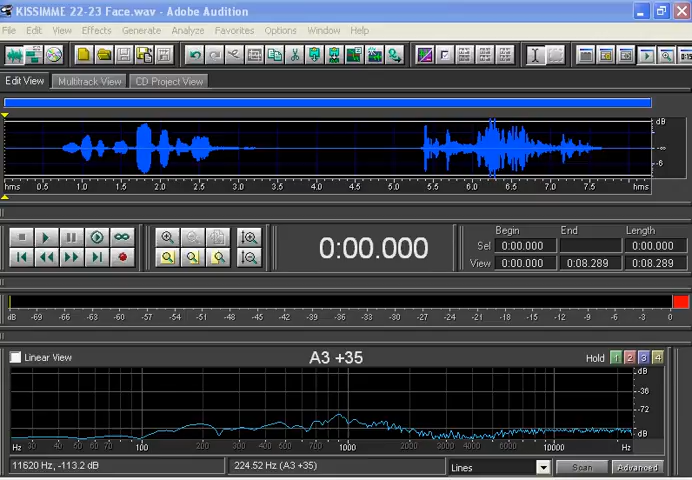 KISSIMME 22-23 Face.wav - Adobe Audition
File Edit View Effects Generate Analyze Favorites Options Window Help
Edit View Multitrack View CD Project View
dB
-∞
-6
hms 0.5 1.0 1.5 2.0 2.5 3.0 3.5 4.0 4.5 5.0 5.5 6.0 6.5 7.0 7.5 hms
0:00.000
Begin End Length
Sel 0:00.000 0:00.000
View 0:00.000 0:08.289 0:08.289
dB -69 -66 -63 -60 -57 -54 -51 -48 -45 -42 -39 -36 -33 -30 -27 -24 -21 -18 -15 -12 -9 -6 -3 0
Linear View A3 +35 Hold 1 2 3 4
dB
-36
-72
dB
Hz 100 1000 10000 Hz
11620 Hz, -113.2 dB 224.52 Hz (A3 +35) Lines Scan Advanced